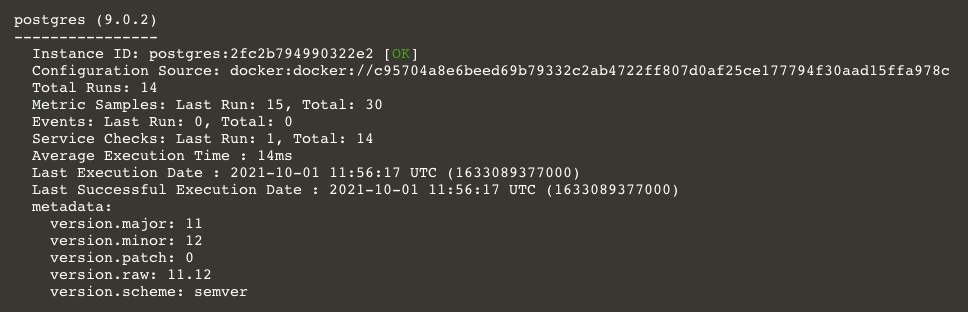 postgres (9.0.2)
----------------
Instance ID: postgres:2fc2b794990322e2 [OK]
Configuration Source: docker:docker://c95704a8e6beed69b79332c2ab4722ff807d0af25ce177794f30aad15ffa978c
Total Runs: 14
Metric Samples: Last Run: 15, Total: 30
Events: Last Run: 0, Total: 0
Service Checks: Last Run: 1, Total: 14
Average Execution Time : 14ms
Last Execution Date : 2021-10-01 11:56:17 UTC (1633089377000)
Last Successful Execution Date : 2021-10-01 11:56:17 UTC (1633089377000)
metadata:
version.major: 11
version.minor: 12
version.patch: 0
version.raw: 11.12
version.scheme: semver